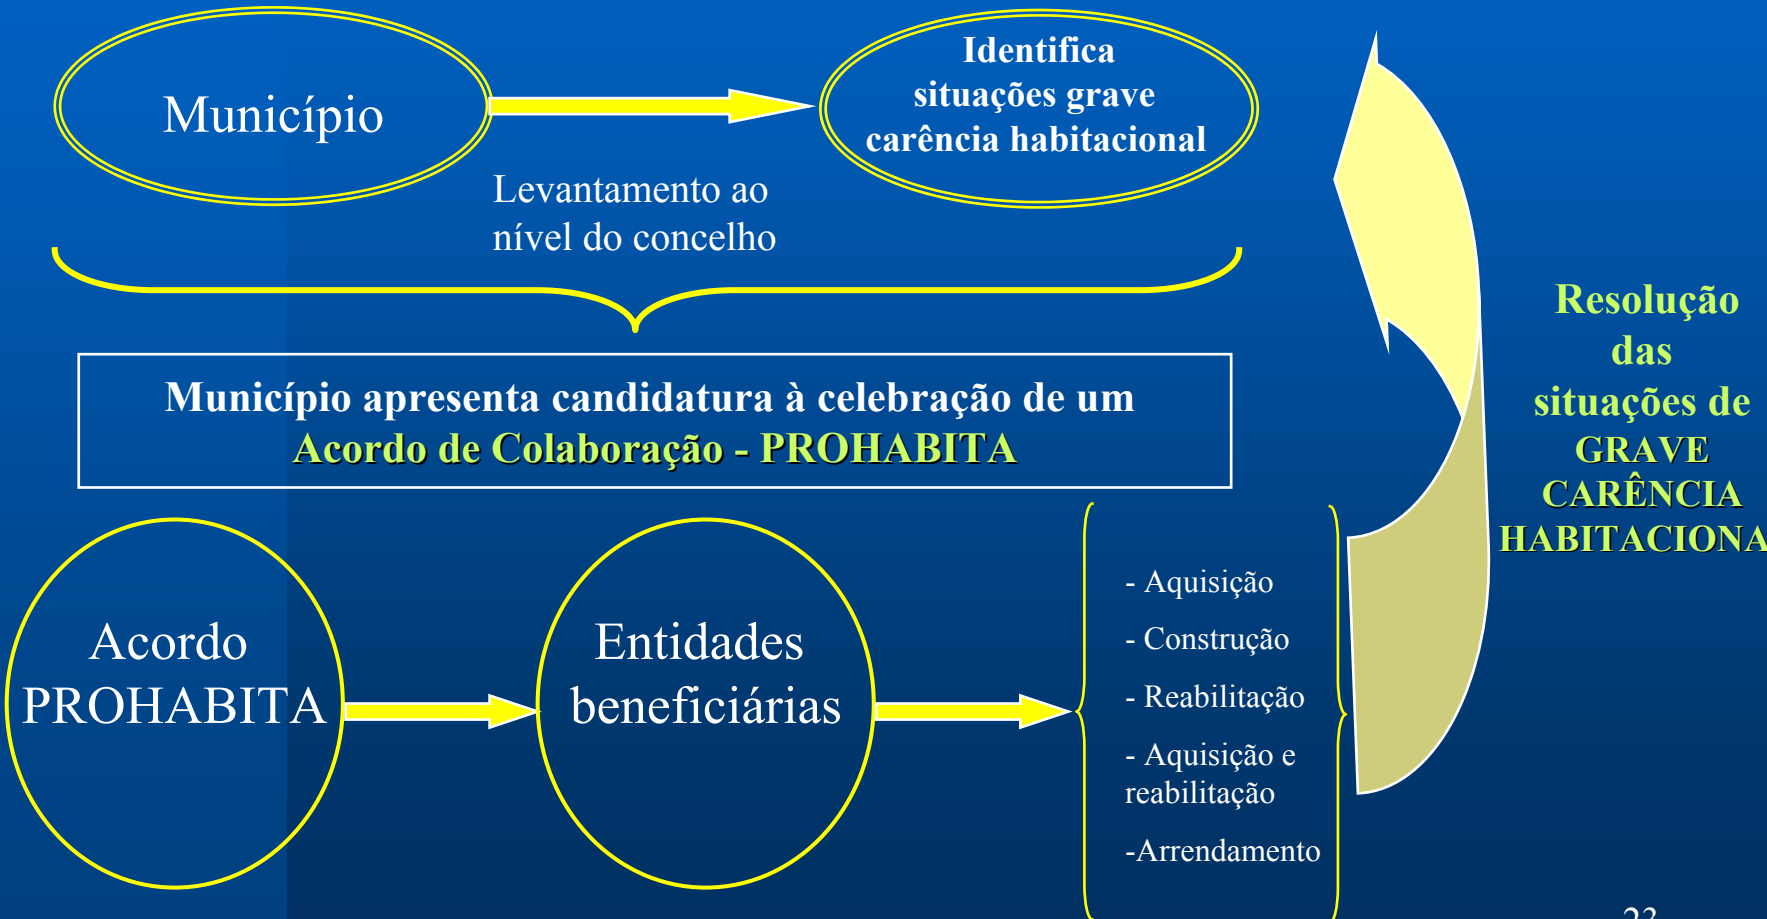 Município
Identifica
situações grave
carência habitacional
Levantamento ao
nível do concelho
Município apresenta candidatura à celebração de um
Acordo de Colaboração - PROHABITA
Acordo
PROHABITA
Entidades
beneficiárias
- Aquisição
- Construção
- Reabilitação
- Aquisição e
reabilitação
-Arrendamento
Resolução
das
situações de
GRAVE
CARÊNCIA
HABITACIONA
23